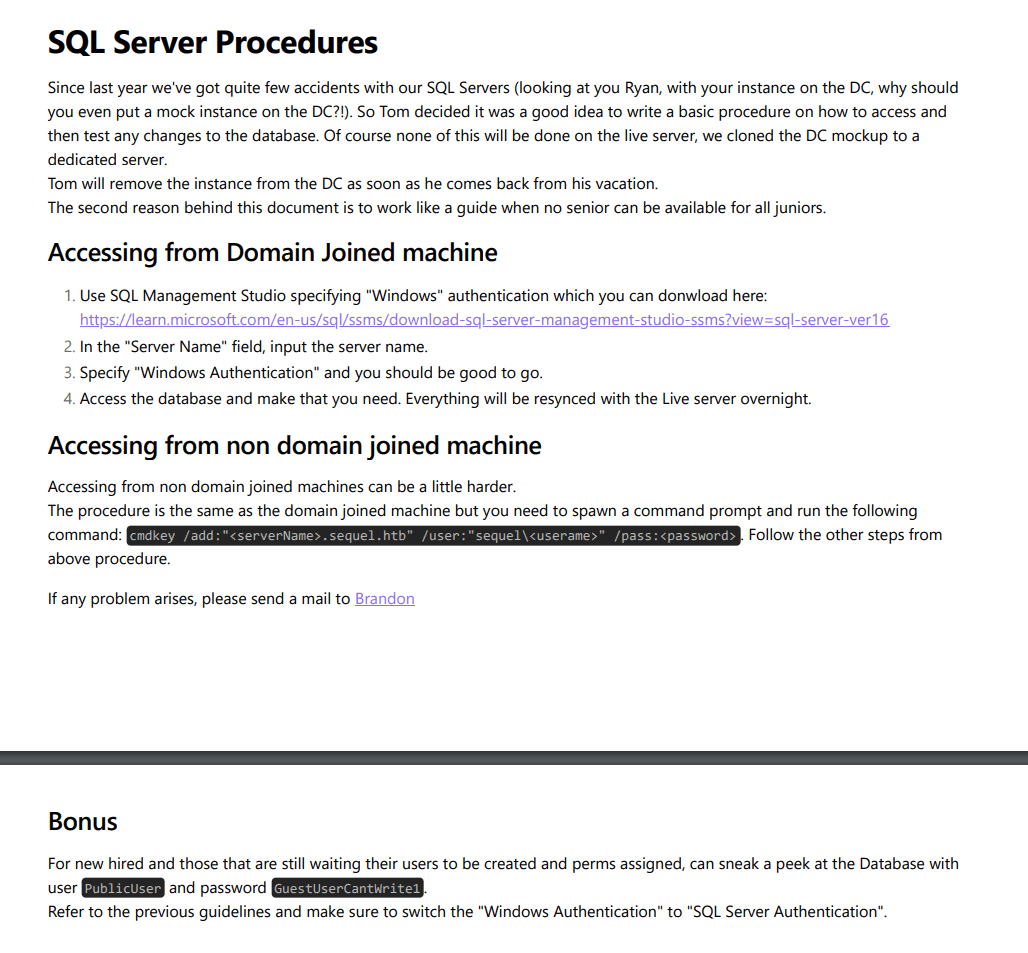 SQL Server Procedures
Since last year we've got quite few accidents with our SQL Servers (looking at you Ryan, with your instance on the DC, why should
you even put a mock instance on the DC?!). So Tom decided it was a good idea to write a basic procedure on how to access and
then test any changes to the database. Of course none of this will be done on the live server, we cloned the DC mockup to a
dedicated server.
Tom will remove the instance from the DC as soon as he comes back from his vacation.
The second reason behind this document is to work like a guide when no senior can be available for all juniors.
Accessing from Domain Joined machine
1. Use SQL Management Studio specifying "Windows" authentication which you can donwload here:
https://learn.microsoft.com/en-us/sql/ssms/download-sql-server-management-studio-ssms?view=sql-server-ver16
2. In the "Server Name" field, input the server name.
3. Specify "Windows Authentication" and you should be good to go.
4. Access the database and make that you need. Everything will be resynced with the Live server overnight.
Accessing from non domain joined machine
Accessing from non domain joined machines can be a little harder.
The procedure is the same as the domain joined machine but you need to spawn a command prompt and run the following
command: cmdkey /add:"<serverName>.sequel.htb" /user:"sequel\<userame>" /pass:<password>. Follow the other steps from
above procedure.
If any problem arises, please send a mail to Brandon
Bonus
For new hired and those that are still waiting their users to be created and perms assigned, can sneak a peek at the Database with
user PublicUser and password GuestUserCantWrite1.
Refer to the previous guidelines and make sure to switch the "Windows Authentication" to "SQL Server Authentication".